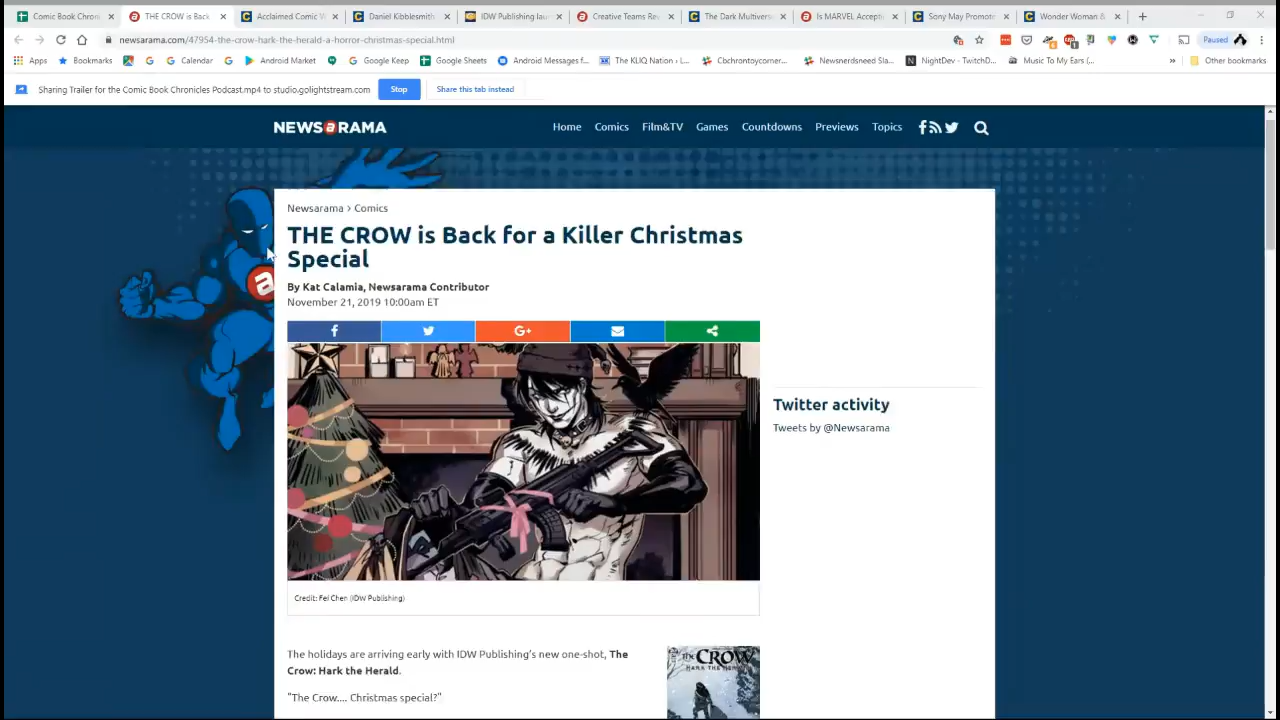 Comic Book Chron
THE CROW is Back
Acclaimed Comic W
Daniel Kibblesmith
IDW Publishing lau
Creative Teams Re
The Dark Multivers
Is MARVEL Accepti
Sony May Promote
Wonder Woman &
newsarama.com/47954-the-crow-hark-the-herald-a-horror-christmas-special.html
Paused
Apps Bookmarks Calendar Android Market Google Keep Google Sheets Android Messages f... The KLIQ Nation › L... Cbchrontoycorner... Newsnerdsneed Sla... NightDev - TwitchD... Music To My Ears (... » Other bookmarks
Sharing Trailer for the Comic Book Chronicles Podcast.mp4 to studio.golightstream.com Stop Share this tab instead
NEWSaRAMA
Home Comics Film&TV Games Countdowns Previews Topics
Newsarama > Comics
THE CROW is Back for a Killer Christmas
Special
By Kat Calamia, Newsarama Contributor
November 21, 2019 10:00am ET
a
G+
Twitter activity
Tweets by @Newsarama
Credit: Fei Chen (IDW Publishing)
The holidays are arriving early with IDW Publishing's new one-shot, The
Crow: Hark the Herald.
"The Crow.... Christmas special?"
THE CROW
HARK THE HERALD